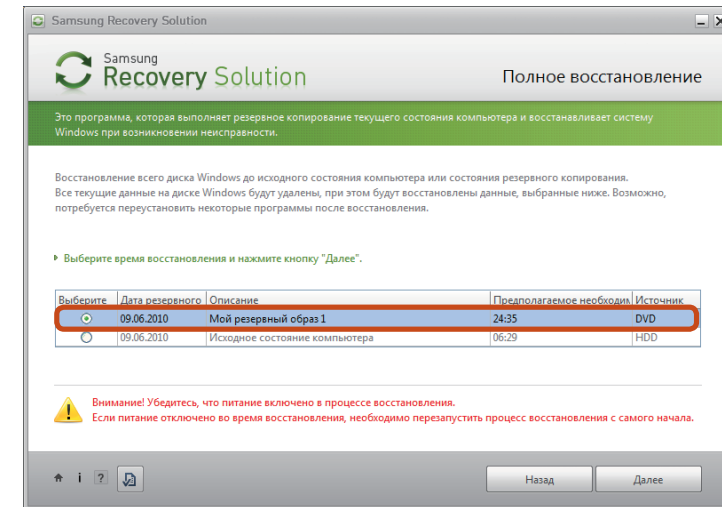 Samsung Recovery Solution
Samsung
Recovery Solution
Полное восстановление
Это программа, которая выполняет резервное копирование текущего состояния компьютера и восстанавливает систему
Windows при возникновении неисправности.
Восстановление всего диска Windows до исходного состояния компьютера или состояния резервного копирования.
Все текущие данные на диске Windows будут удалены, при этом будут восстановлены данные, выбранные ниже. Возможно,
потребуется переустановить некоторые программы после восстановления.
Выберите время восстановления и нажмите кнопку "Далее".
Выберите Дата резервного Описание Предполагаемое необходим Источник
09.06.2010 Мой резервный образ 1 24:35 DVD
09.06.2010 Исходное состояние компьютера 06:29 HDD
Внимание! Убедитесь, что питание включено в процессе восстановления.
Если питание отключено во время восстановления, необходимо перезапустить процесс восстановления с самого начала.
i ? Назад Далее